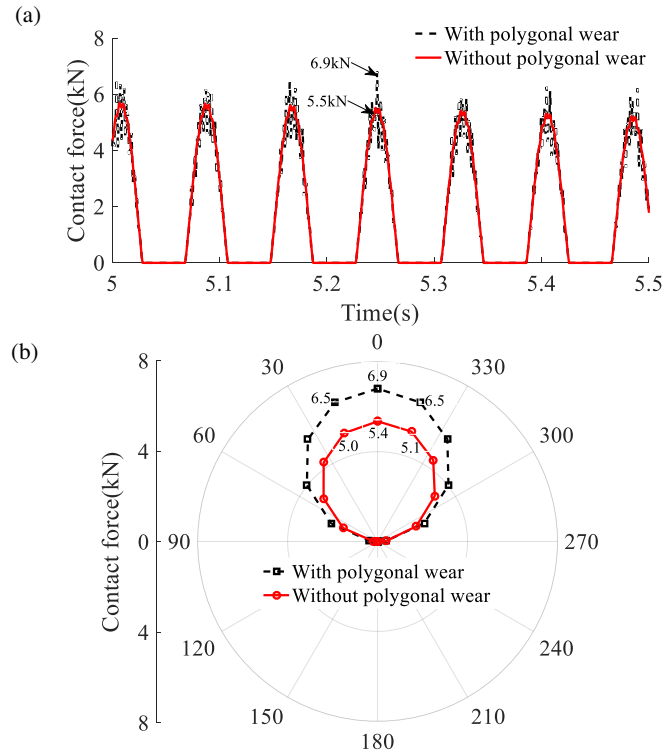 (a)
With polygonal wear
Without polygonal wear
Contact force(kN)
8
6
4
2
0
6.9kN
5.5kN
5 5.1 5.2 5.3 5.4 5.5
Time(s)
(b)
Contact force(kN)
8
4
0
4
8
0
30 330
60 300
90 270
120 240
150 210
180
6.9
6.5 6.5
5.4
5.0 5.1
With polygonal wear
Without polygonal wear